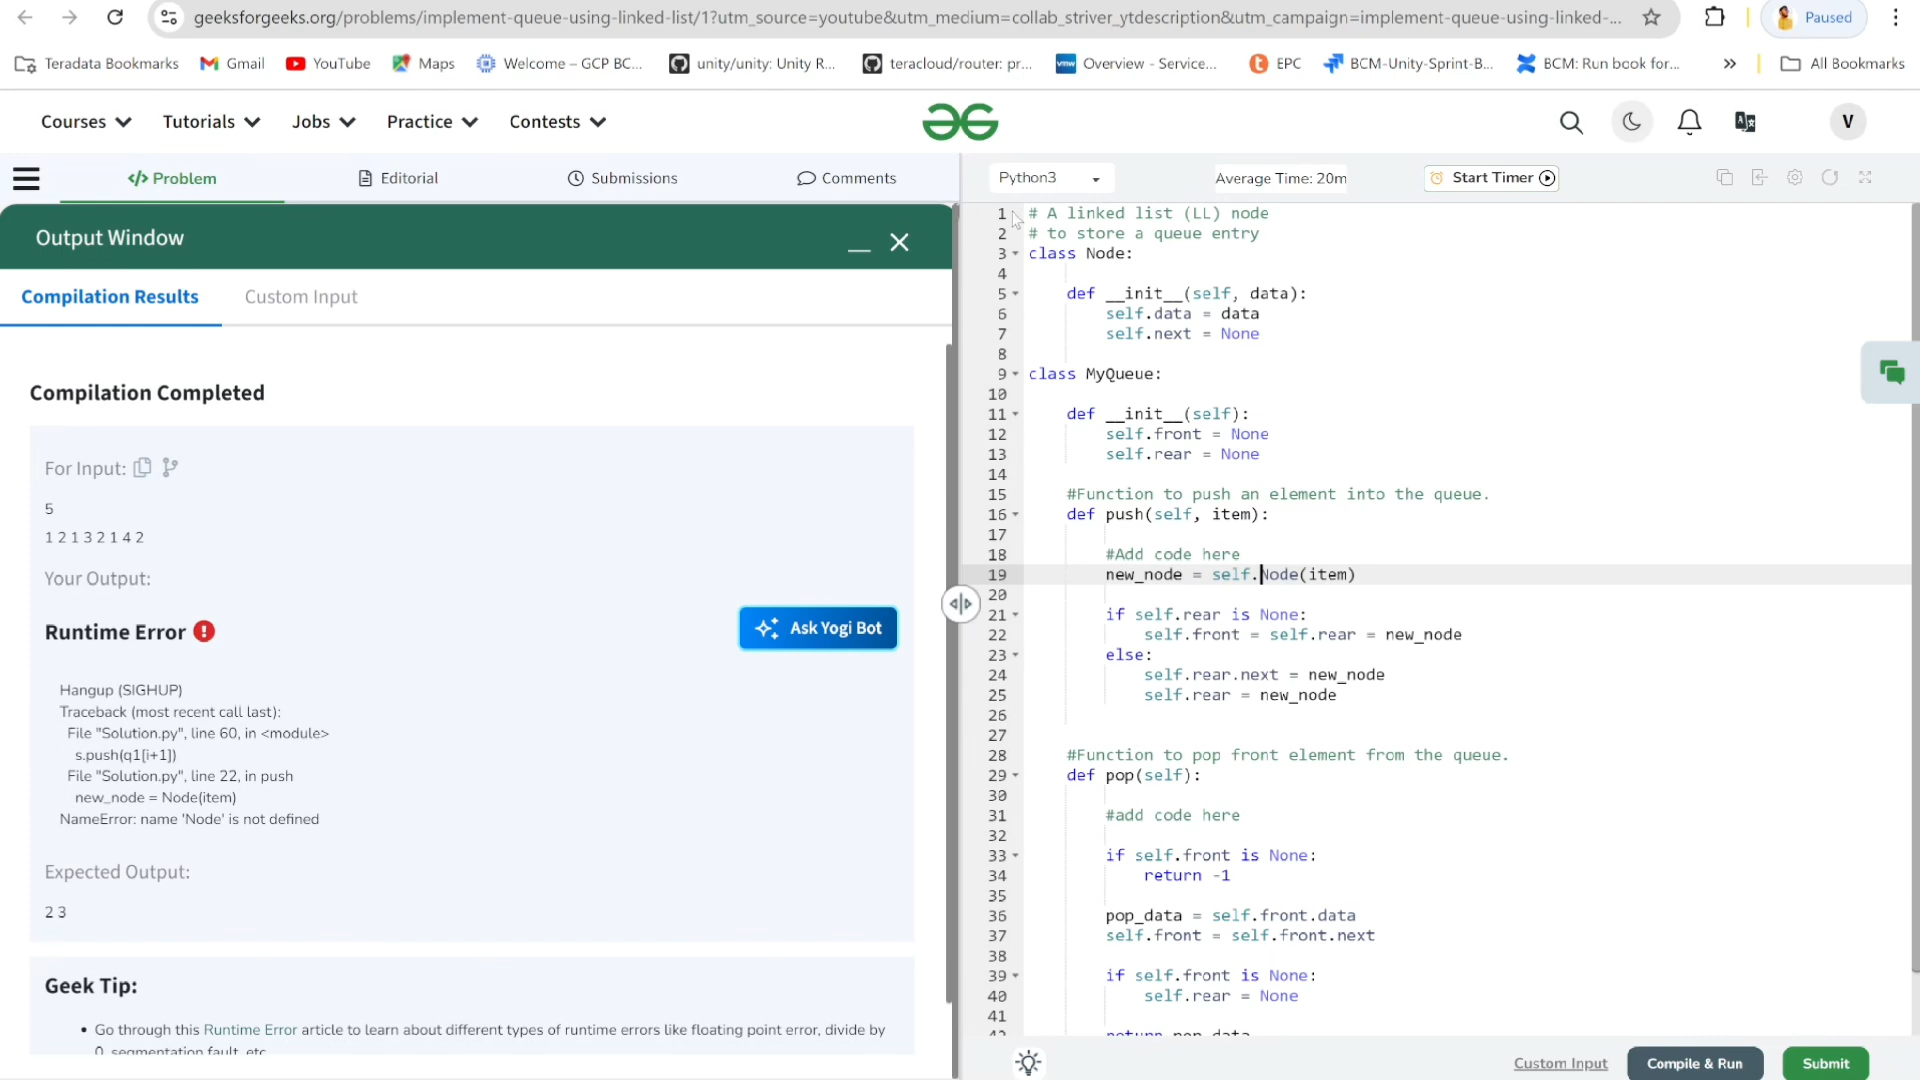 geeksforgeeks.org/problems/implement-queue-using-linked-list/1?utm_source=youtube&utm_medium=collab_striver_ytdescription&utm_campaign=implement-queue-using-linked-...
Paused
Teradata Bookmarks
Gmail
YouTube
Maps
Welcome – GCP BC...
unity/unity: Unity R...
teracloud/router: pr...
vmw
Overview - Service...
EPC
BCM-Unity-Sprint-B...
BCM: Run book for...
»
All Bookmarks
Courses
Tutorials
Jobs
Practice
Contests
V
</> Problem
Editorial
Submissions
Comments
Python3
Average Time: 20m
Start Timer
Output Window
Compilation Results
Custom Input
Compilation Completed
For Input:
5
1 2 1 3 2 1 4 2
Your Output:
Runtime Error
Ask Yogi Bot
Hangup (SIGHUP)
Traceback (most recent call last):
File "Solution.py", line 60, in <module>
s.push(q1[i+1])
File "Solution.py", line 22, in push
new_node = Node(item)
NameError: name 'Node' is not defined
Expected Output:
2 3
Geek Tip:
• Go through this Runtime Error article to learn about different types of runtime errors like floating point error, divide by
0, segmentation fault, etc
1 # A linked list (LL) node
2 # to store a queue entry
3 class Node:
4
5 def __init__(self, data):
6 self.data = data
7 self.next = None
8
9 class MyQueue:
10
11 def __init__(self):
12 self.front = None
13 self.rear = None
14
15 #Function to push an element into the queue.
16 def push(self, item):
17
18 #Add code here
19 new_node = self.Node(item)
20
21 if self.rear is None:
22 self.front = self.rear = new_node
23 else:
24 self.rear.next = new_node
25 self.rear = new_node
26
27
28 #Function to pop front element from the queue.
29 def pop(self):
30
31 #add code here
32
33 if self.front is None:
34 return -1
35
36 pop_data = self.front.data
37 self.front = self.front.next
38
39 if self.front is None:
40 self.rear = None
41
42 return pop_data
Custom Input
Compile & Run
Submit